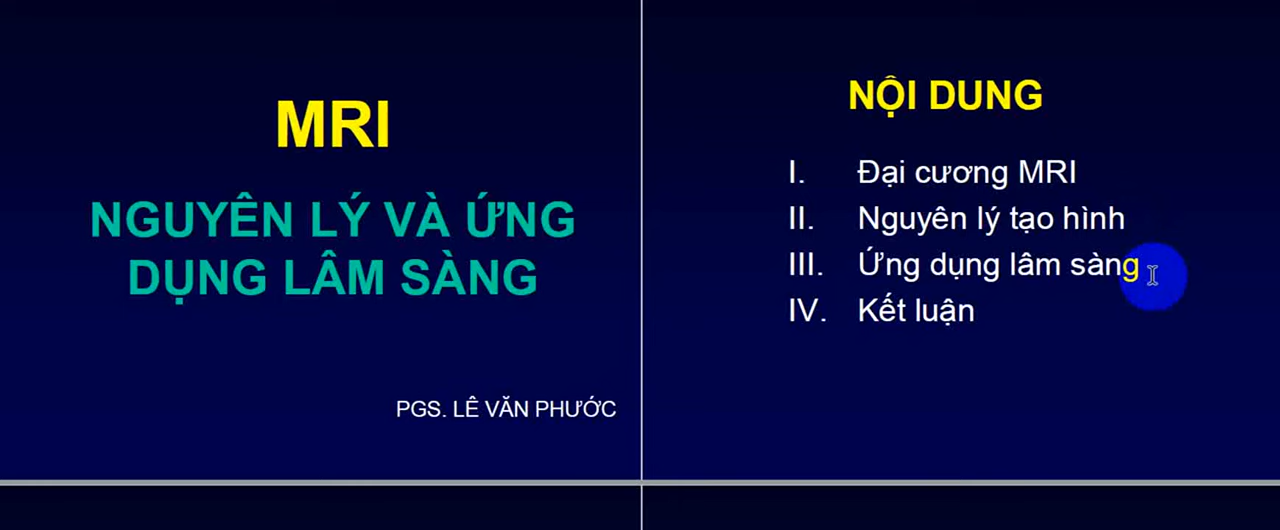 MRI
NGUYÊN LÝ VÀ ỨNG
DỤNG LÂM SÀNG
PGS. LÊ VĂN PHƯỚC
NỘI DUNG
I. Đại cương MRI
II. Nguyên lý tạo hình
III. Ứng dụng lâm sàng
IV. Kết luận